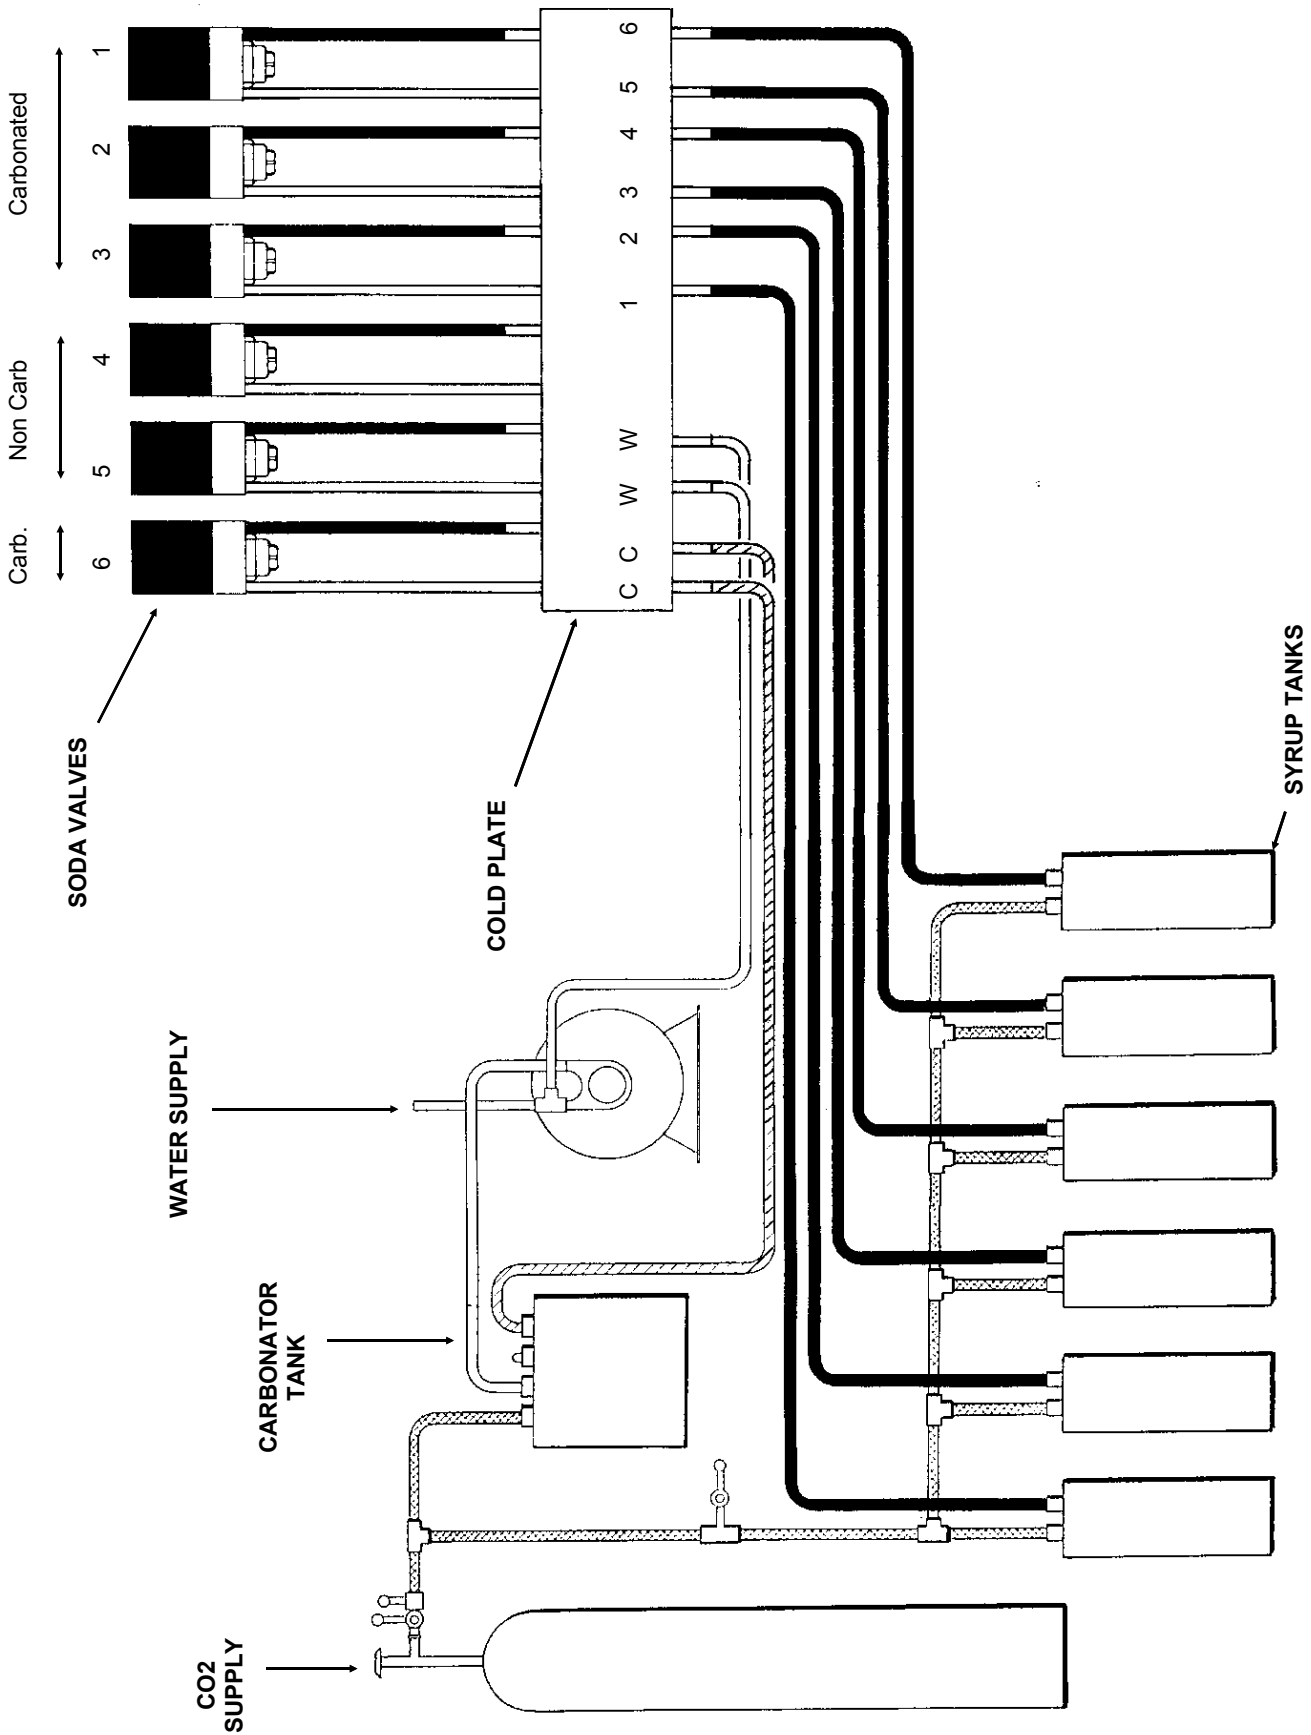 Carb.
Non Carb
Carbonated
6
5
4
3
2
1
SODA VALVES
COLD PLATE
C
C
W
W
1
2
3
4
5
6
WATER SUPPLY
CARBONATOR
TANK
CO2
SUPPLY
SYRUP TANKS